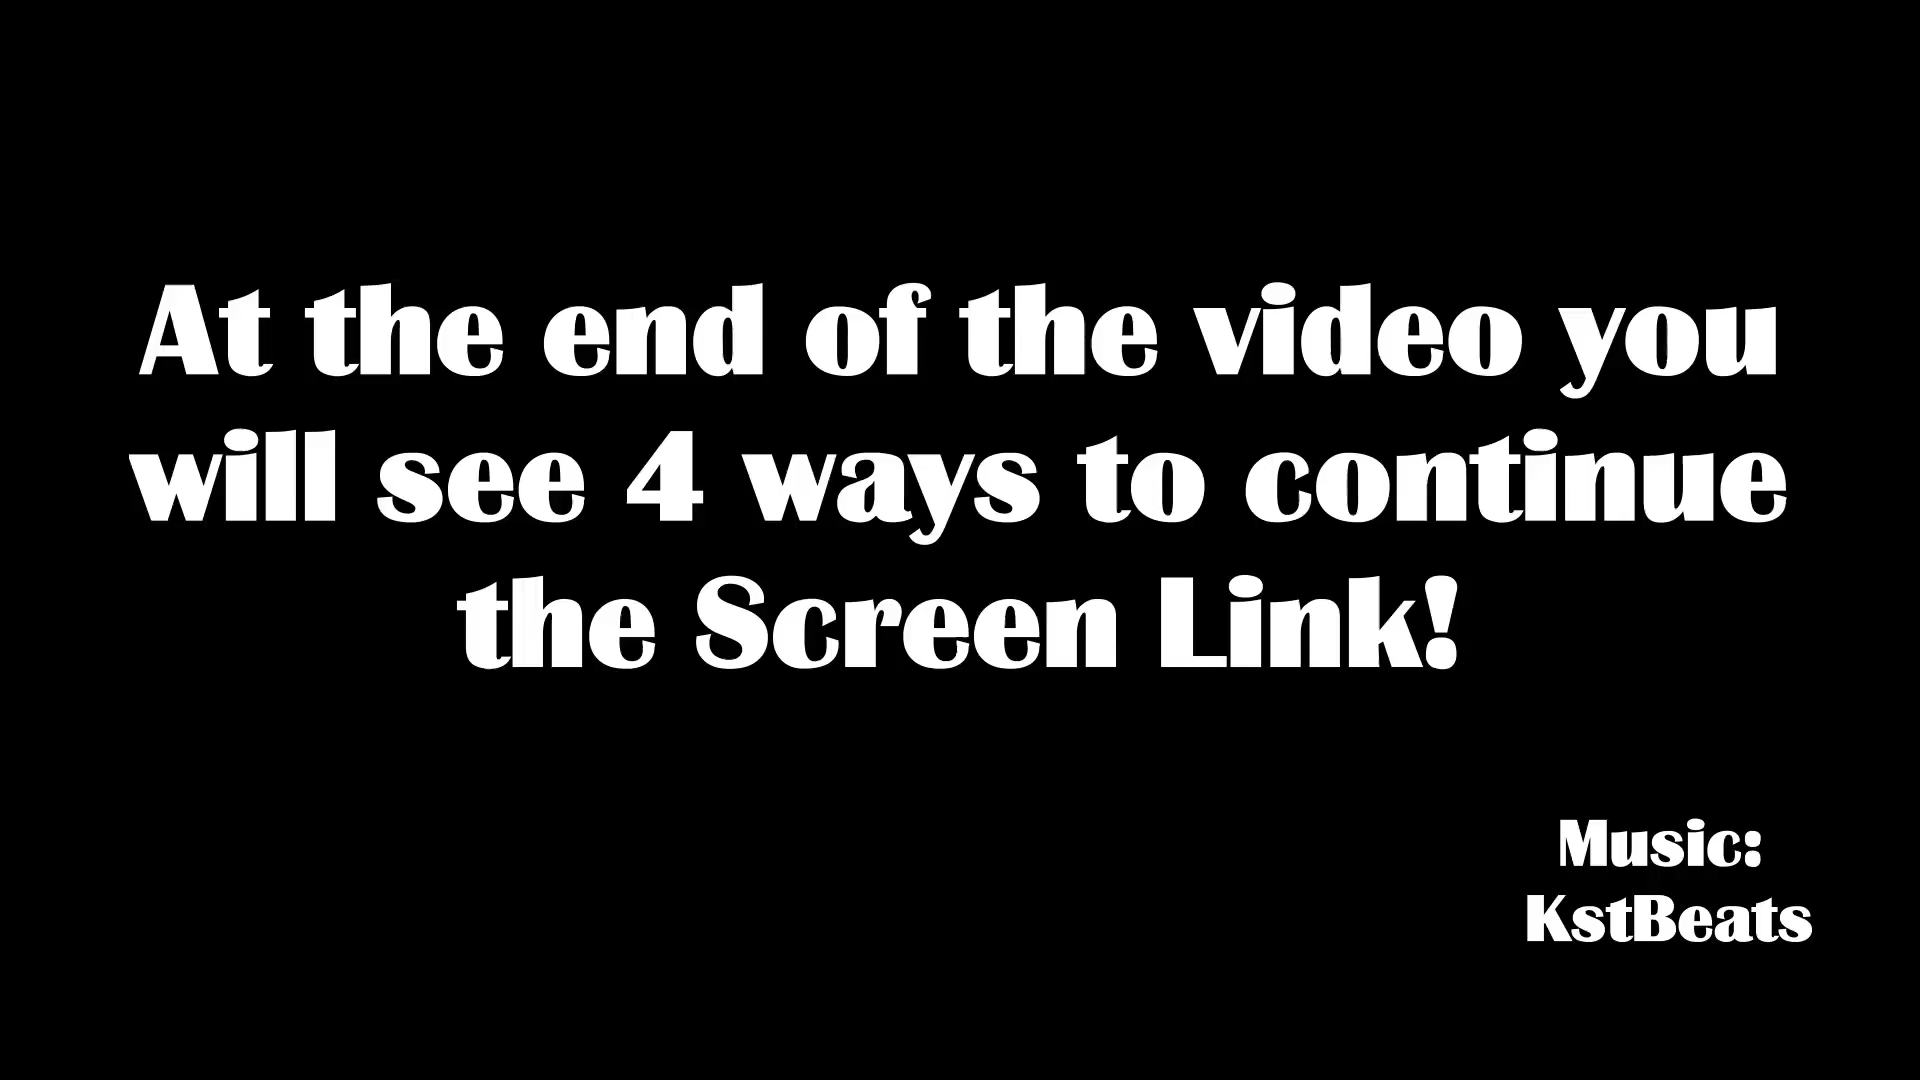 At the end of the video you
will see 4 ways to continue
the Screen Link!
Music:
KstBeats